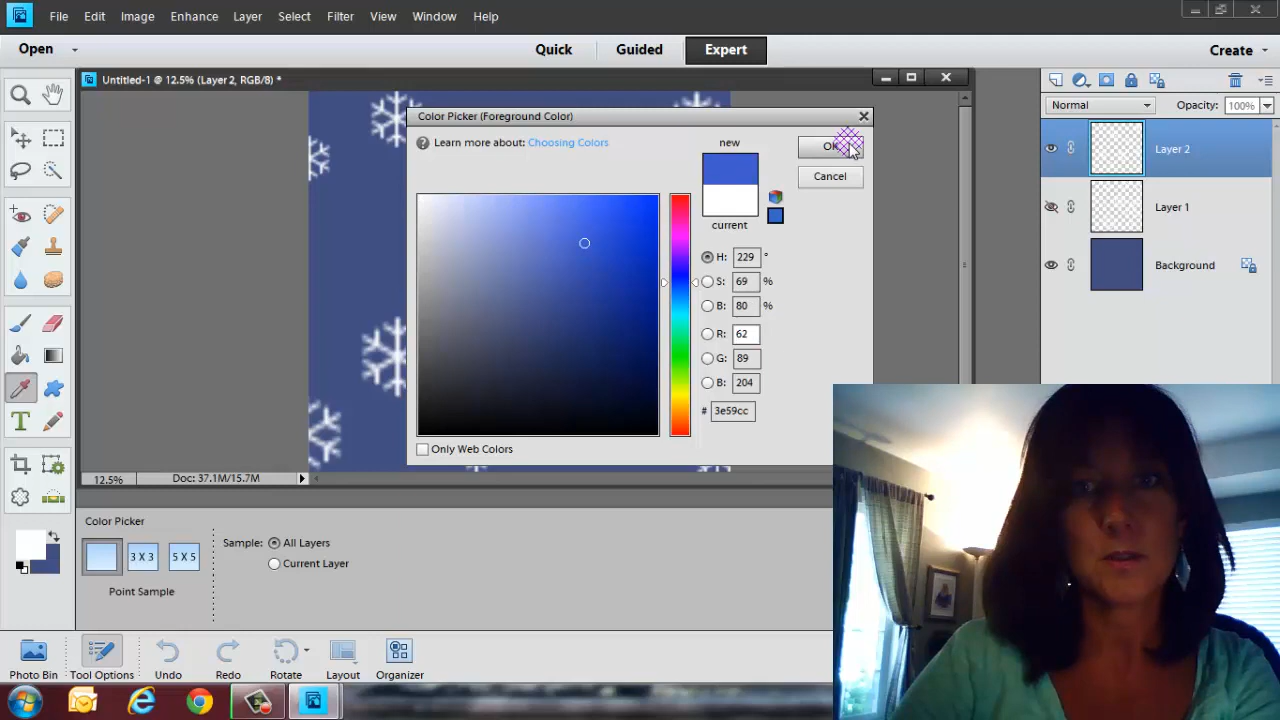 File Edit Image Enhance Layer Select Filter View Window Help
Open Quick Guided Expert Create
Untitled-1 @ 12.5% (Layer 2, RGB/8) *
Normal Opacity: 100%
Color Picker (Foreground Color)
Learn more about: Choosing Colors
new
OK
Cancel
current
H: 229 °
S: 69 %
B: 80 %
R: 62
G: 89
B: 204
# 3e59cc
Only Web Colors
Layer 2
Layer 1
Background
12.5% Doc: 37.1M/15.7M
Color Picker
Sample: All Layers
Current Layer
3 X 3 5 X 5
Point Sample
T
Photo Bin Tool Options Undo Redo Rotate Layout Organizer